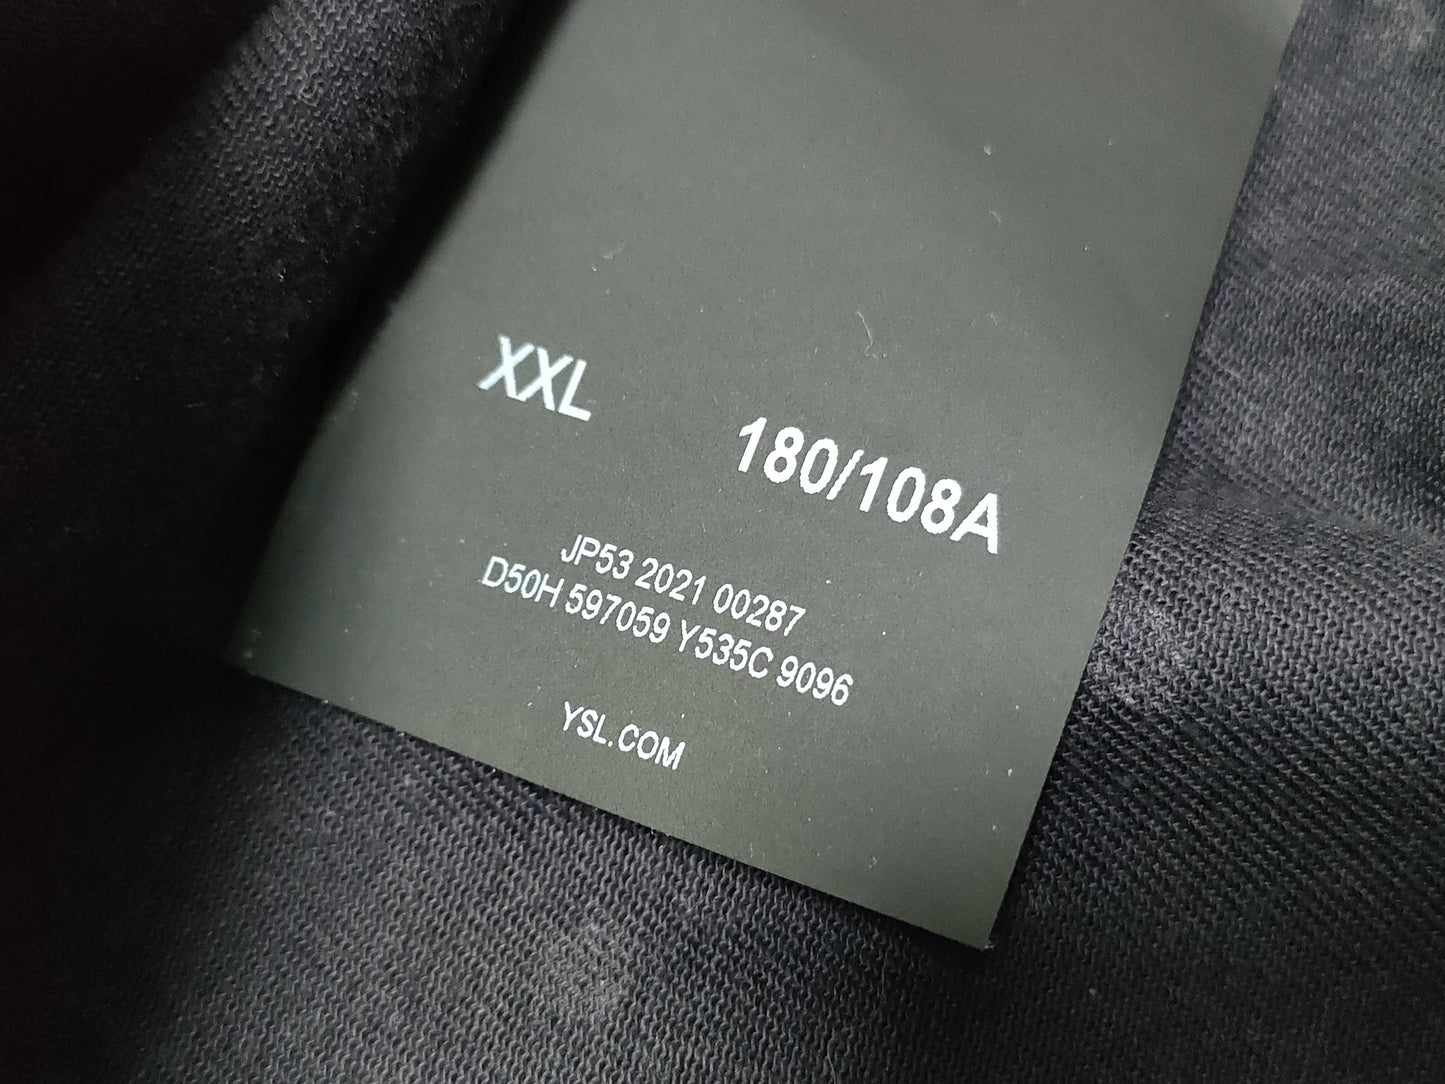 XXL 180/108A
JP53 2021 00287
D50H 597059 Y535C 9096
YSL.COM